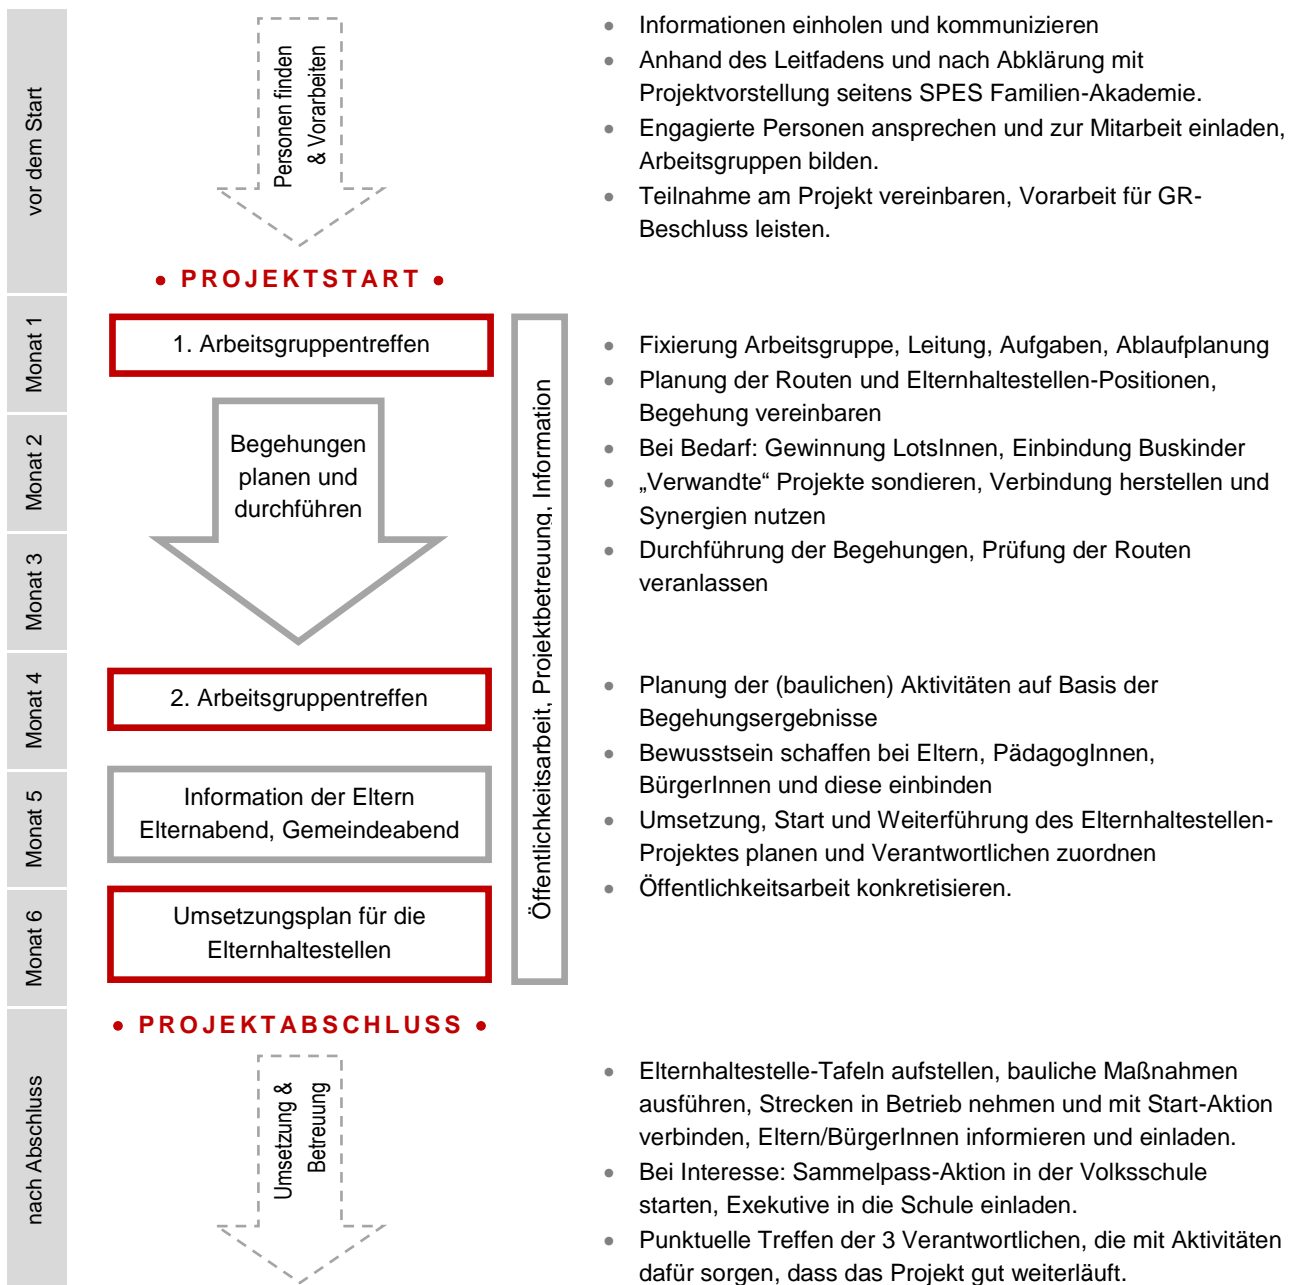 vor dem Start
Personen finden
& Vorarbeiten
• Informationen einholen und kommunizieren
• Anhand des Leitfadens und nach Abklärung mit
Projektvorstellung seitens SPES Familien-Akademie.
• Engagierte Personen ansprechen und zur Mitarbeit einladen,
Arbeitsgruppen bilden.
• Teilnahme am Projekt vereinbaren, Vorarbeit für GR-
Beschluss leisten.
• PROJEKTSTART •
Monat 1
Monat 2
Monat 3
1. Arbeitsgruppentreffen
Begehungen
planen und
durchführen
Öffentlichkeitsarbeit, Projektbetreuung, Information
• Fixierung Arbeitsgruppe, Leitung, Aufgaben, Ablaufplanung
• Planung der Routen und Elternhaltestellen-Positionen,
Begehung vereinbaren
• Bei Bedarf: Gewinnung LotsInnen, Einbindung Buskinder
• „Verwandte“ Projekte sondieren, Verbindung herstellen und
Synergien nutzen
• Durchführung der Begehungen, Prüfung der Routen
veranlassen
Monat 4
Monat 5
Monat 6
2. Arbeitsgruppentreffen
Information der Eltern
Elternabend, Gemeindeabend
Umsetzungsplan für die
Elternhaltestellen
• Planung der (baulichen) Aktivitäten auf Basis der
Begehungsergebnisse
• Bewusstsein schaffen bei Eltern, PädagogInnen,
BürgerInnen und diese einbinden
• Umsetzung, Start und Weiterführung des Elternhaltestellen-
Projektes planen und Verantwortlichen zuordnen
• Öffentlichkeitsarbeit konkretisieren.
• PROJEKTABSCHLUSS •
nach Abschluss
Umsetzung &
Betreuung
• Elternhaltestelle-Tafeln aufstellen, bauliche Maßnahmen
ausführen, Strecken in Betrieb nehmen und mit Start-Aktion
verbinden, Eltern/BürgerInnen informieren und einladen.
• Bei Interesse: Sammelpass-Aktion in der Volksschule
starten, Exekutive in die Schule einladen.
• Punktuelle Treffen der 3 Verantwortlichen, die mit Aktivitäten
dafür sorgen, dass das Projekt gut weiterläuft.